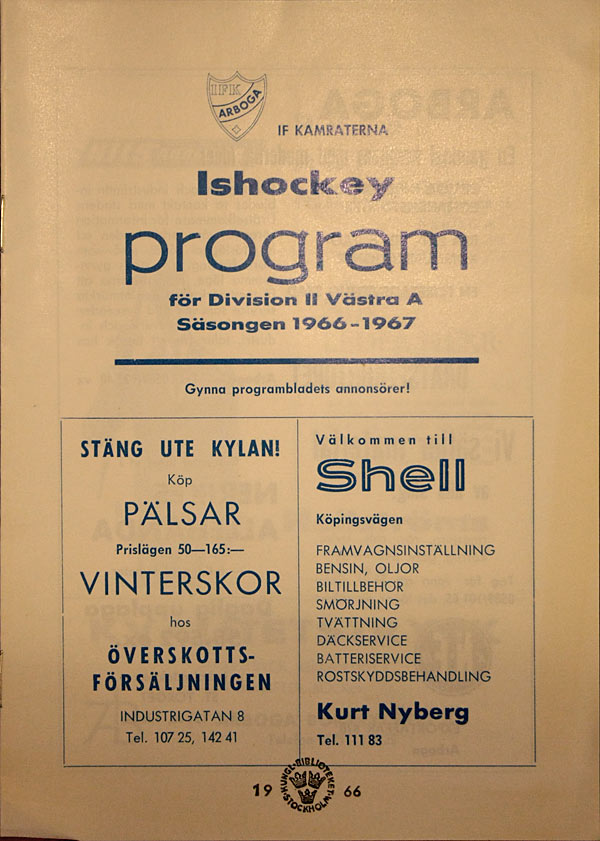 IFK
ARBOGA
IF KAMRATERNA
Ishockey
program
för Division II Västra A
Säsongen 1966-1967
Gynna programbladets annonsörer!
STÄNG UTE KYLAN!
Köp
PÄLSAR
Prislägen 50—165:—
VINTERSKOR
hos
ÖVERSKOTTS-
FÖRSÄLJNINGEN
INDUSTRIGATAN 8
Tel. 107 25, 142 41
Välkommen till
Shell
Köpingsvägen
FRAMVAGNSINSTÄLLNING
BENSIN, OLJOR
BILTILLBEHÖR
SMÖRJNING
TVÄTTNING
DÄCKSERVICE
BATTERISERVICE
ROSTSKYDDSBEHANDLING
Kurt Nyberg
Tel. 111 83
19 66
KUNGL. BIBLIOTEKET
STOCKHOLM